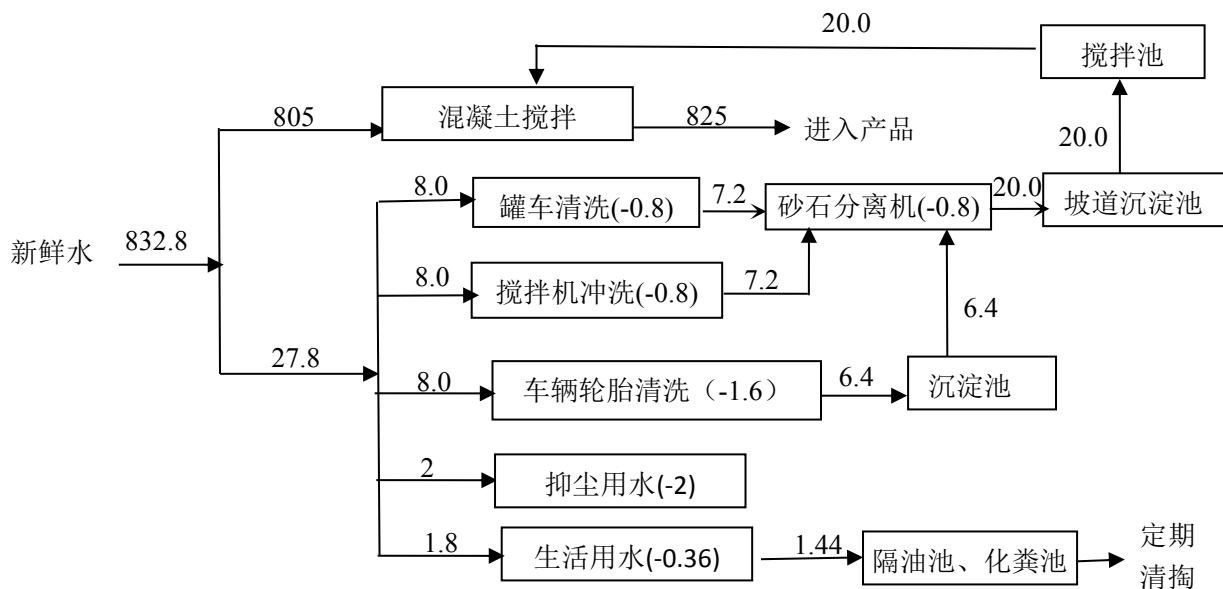 20.0
搅拌池
805
混凝土搅拌
825
进入产品
20.0
8.0
罐车清洗(-0.8)
7.2
砂石分离机(-0.8)
20.0
坡道沉淀池
新鲜水
832.8
8.0
搅拌机冲洗(-0.8)
7.2
6.4
27.8
8.0
车辆轮胎清洗（-1.6）
6.4
沉淀池
2
抑尘用水(-2)
1.8
生活用水(-0.36)
1.44
隔油池、化粪池
定期
清掏